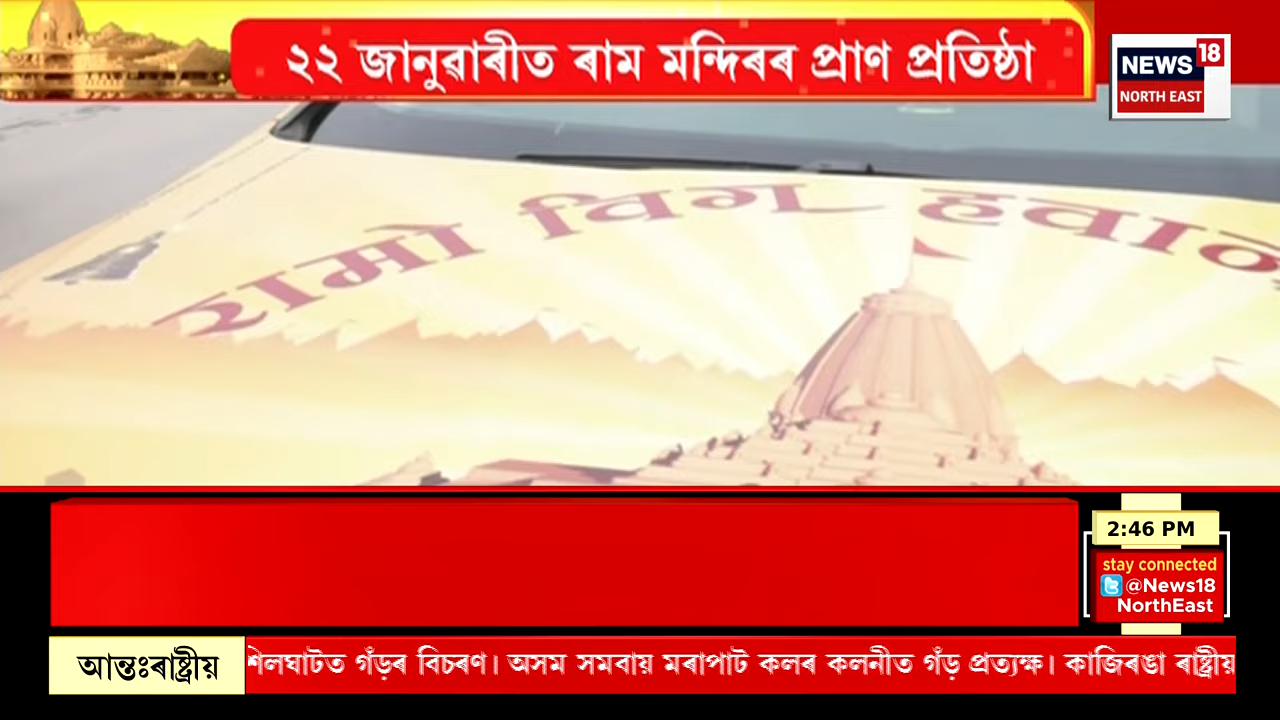 ২২ জানুৱাৰীত ৰাম মন্দিৰৰ প্ৰাণ প্ৰতিষ্ঠা
NEWS 18
NORTH EAST
रामो विग्र हवान
2:46 PM
stay connected
@News18
NorthEast
আন্তঃৰাষ্ট্ৰীয়
শিলঘাটত গঁড়ৰ বিচৰণ। অসম সমবায় মৰাপাট কলৰ কলনীত গঁড় প্ৰত্যক্ষ। কাজিৰঙা ৰাষ্ট্ৰীয়